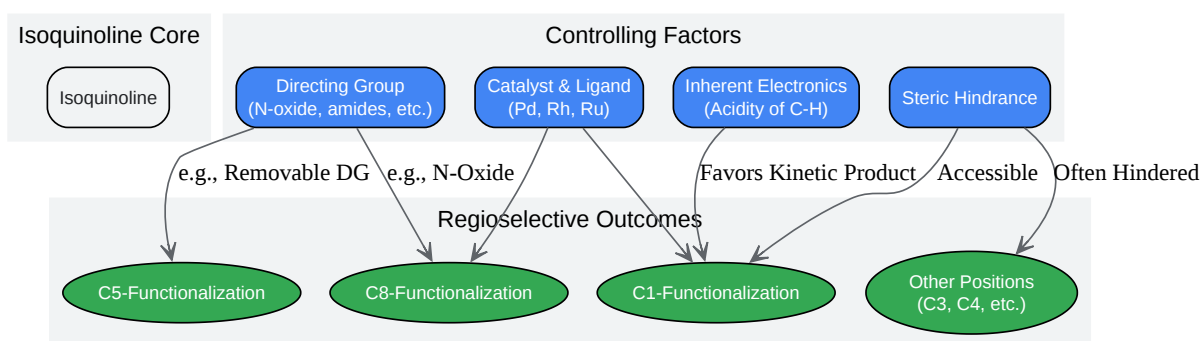 Isoquinoline Core
Controlling Factors
Isoquinoline
Directing Group
(N-oxide, amides, etc.)
Catalyst & Ligand
(Pd, Rh, Ru)
Inherent Electronics
(Acidity of C-H)
Steric Hindrance
e.g., Removable DG
e.g., N-Oxide
Favors Kinetic Product
Accessible
Often Hindered
Regioselective Outcomes
C5-Functionalization
C8-Functionalization
C1-Functionalization
Other Positions
(C3, C4, etc.)